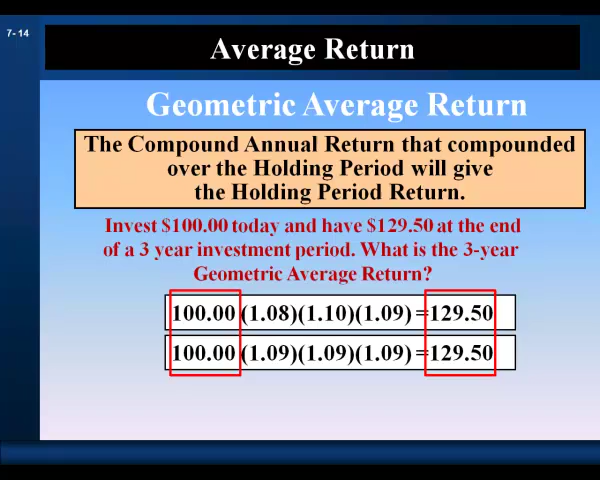 7- 14
Average Return
Geometric Average Return
The Compound Annual Return that compounded
over the Holding Period will give
the Holding Period Return.
Invest $100.00 today and have $129.50 at the end
of a 3 year investment period. What is the 3-year
Geometric Average Return?
100.00 (1.08)(1.10)(1.09) =129.50
100.00 (1.09)(1.09)(1.09) =129.50